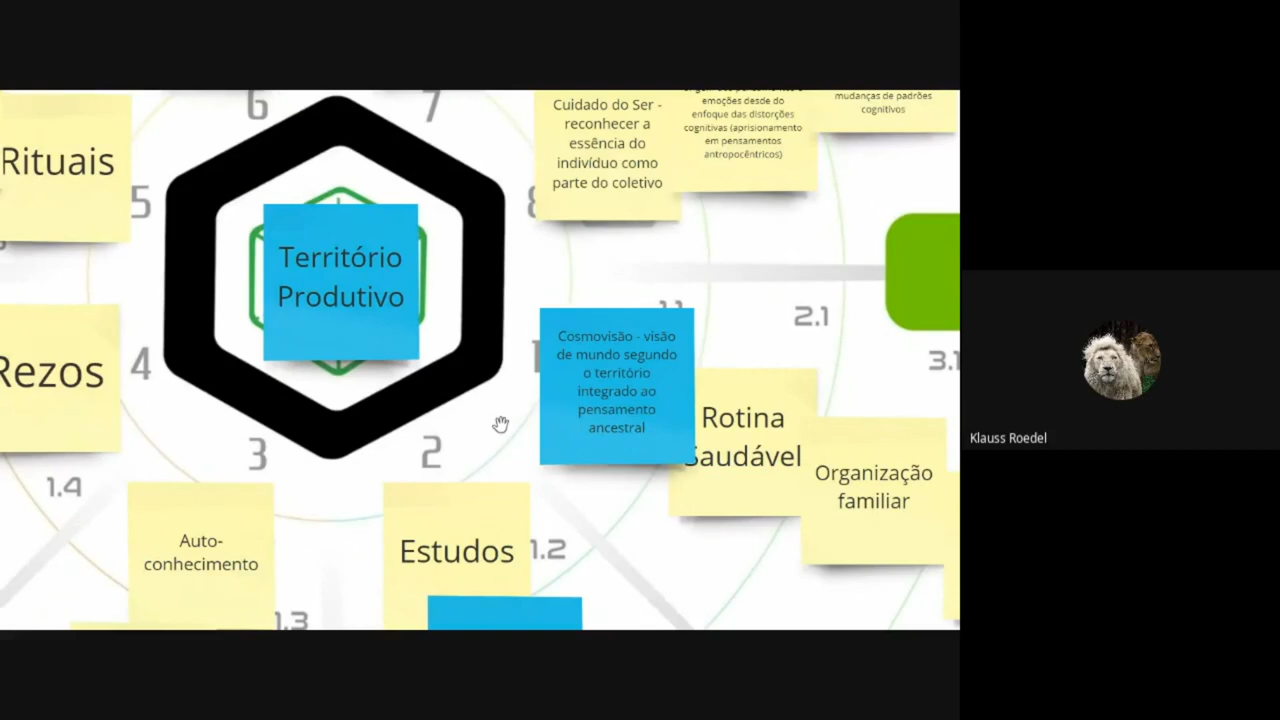 6
7
Rituais
5
8
Território
Produtivo
Cuidado do Ser -
reconhecer a
essência do
indivíduo como
parte do coletivo
emoções desde do
enfoque das distorções
cognitivas (aprisionamento
em pensamentos
antropocêntricos)
mudanças de padrões
cognitivos
Rezos
4
3
2
Cosmovisão - visão
de mundo segundo
o território
integrado ao
pensamento
ancestral
2.1
3.1
Rotina
Saudável
Organização
familiar
1.4
Auto-
conhecimento
Estudos
1.2
1.3
Klauss Roedel